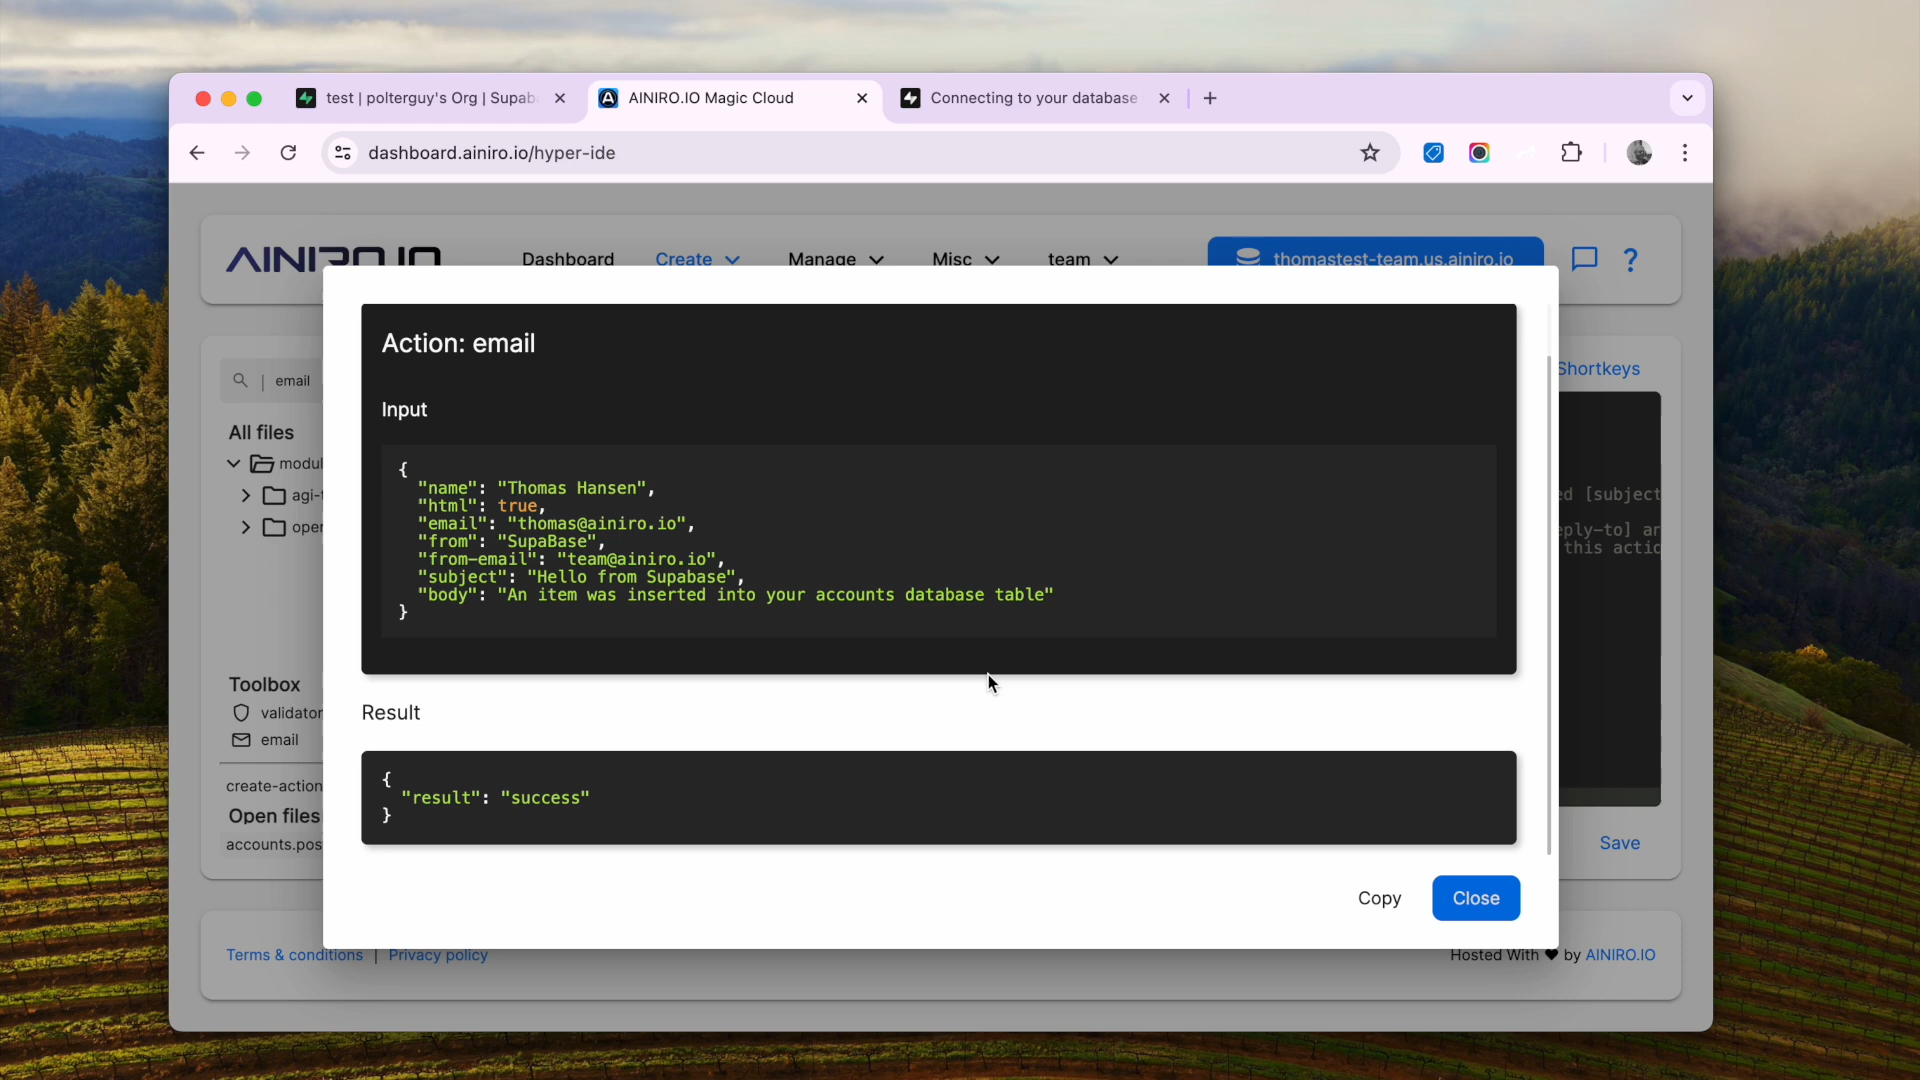 test | polterguy's Org | Supab
AINIRO.IO Magic Cloud
Connecting to your database
dashboard.ainiro.io/hyper-ide
AINIRO.IO
Dashboard
Create
Manage
Misc
team
thomastest-team.us.ainiro.io
?
email
Shortkeys
All files
modul
agi-
oper
Toolbox
validator
email
create-action
Open files
accounts.pos
Action: email
Input
{
"name": "Thomas Hansen",
"html": true,
"email": "thomas@ainiro.io",
"from": "SupaBase",
"from-email": "team@ainiro.io",
"subject": "Hello from Supabase",
"body": "An item was inserted into your accounts database table"
}
Result
{
"result": "success"
}
Copy
Close
ed [subject
eply-to] ar
this actio
Save
Terms & conditions | Privacy policy
Hosted With ♥ by AINIRO.IO